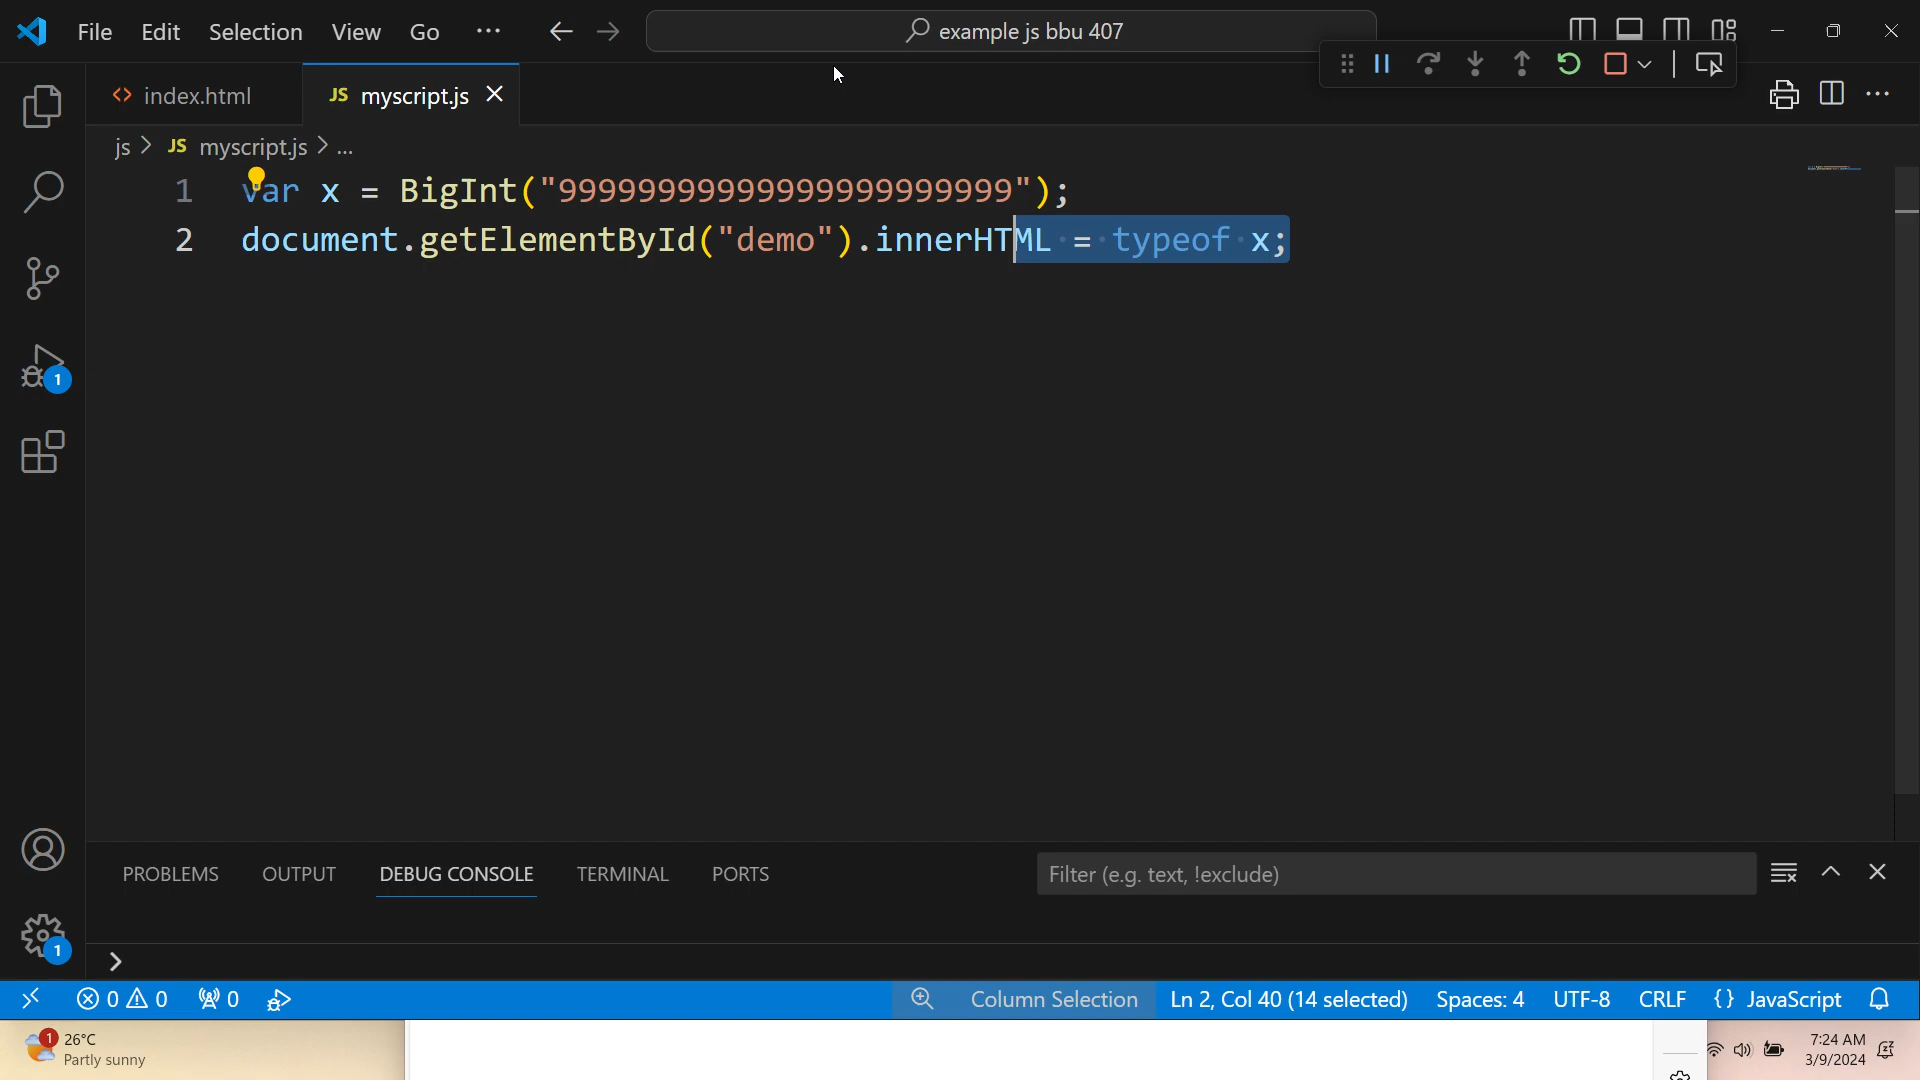 File Edit Selection View Go ... example js bbu 407
index.html JS myscript.js
js > JS myscript.js > ...
1 var x = BigInt("99999999999999999999999");
2 document.getElementById("demo").innerHTML = typeof x;
1
PROBLEMS OUTPUT DEBUG CONSOLE TERMINAL PORTS Filter (e.g. text, !exclude)
1
>
0 0 0 Column Selection Ln 2, Col 40 (14 selected) Spaces: 4 UTF-8 CRLF {} JavaScript
1 26°C 7:24 AM
Partly sunny 3/9/2024